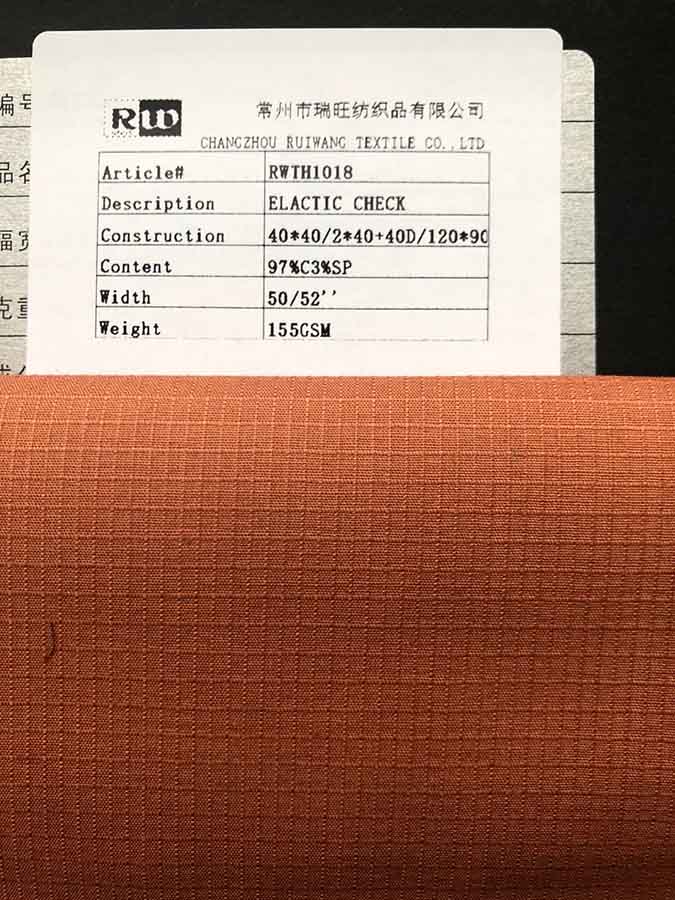 RW
常州市瑞旺纺织品有限公司
CHANGZHOU RUIWANG TEXTILE CO.,LTD
Article# RWTH1018
Description ELACTIC CHECK
Construction 40*40/2*40+40D/120*90
Content 97%C3%SP
Width 50/52''
Weight 155GSM
编号
品名
幅宽
克重